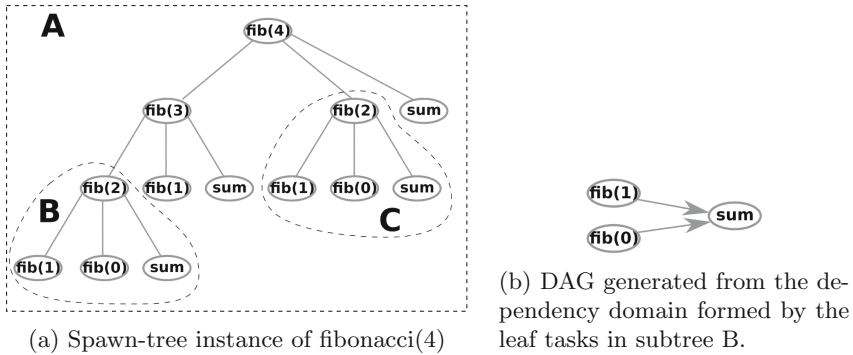 A
fib(4)
fib(3)
fib(2)
sum
fib(2)
fib(1)
sum
fib(1)
fib(0)
sum
B
C
fib(1)
fib(0)
sum
(a) Spawn-tree instance of fibonacci(4)
fib(1)
sum
fib(0)
(b) DAG generated from the de-
pendency domain formed by the
leaf tasks in subtree B.